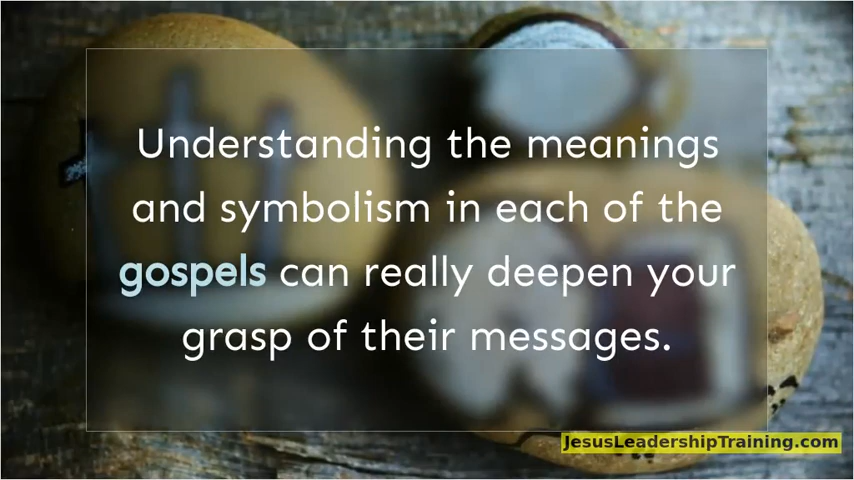 Understanding the meanings
and symbolism in each of the
gospels can really deepen your
grasp of their messages.
JesusLeadershipTraining.com